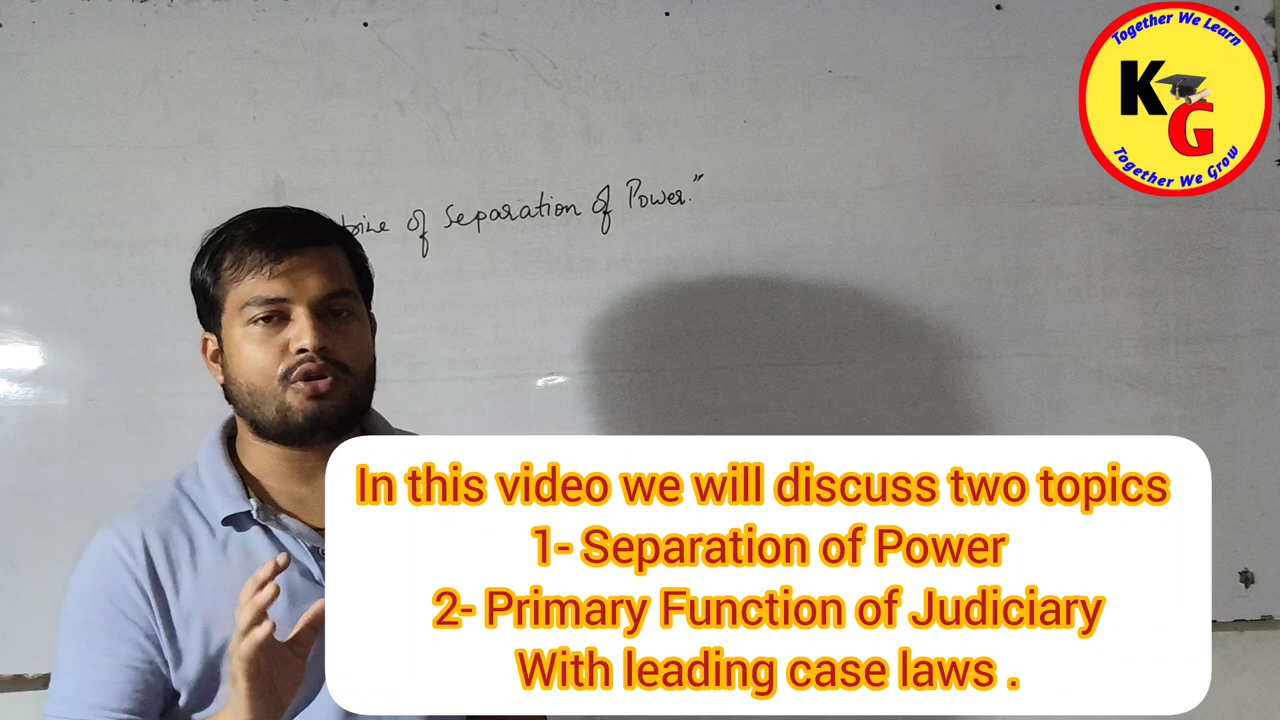 Together We Learn
KG
Together We Grow
of Separation of Power."
In this video we will discuss two topics
1- Separation of Power
2- Primary Function of Judiciary
With leading case laws .